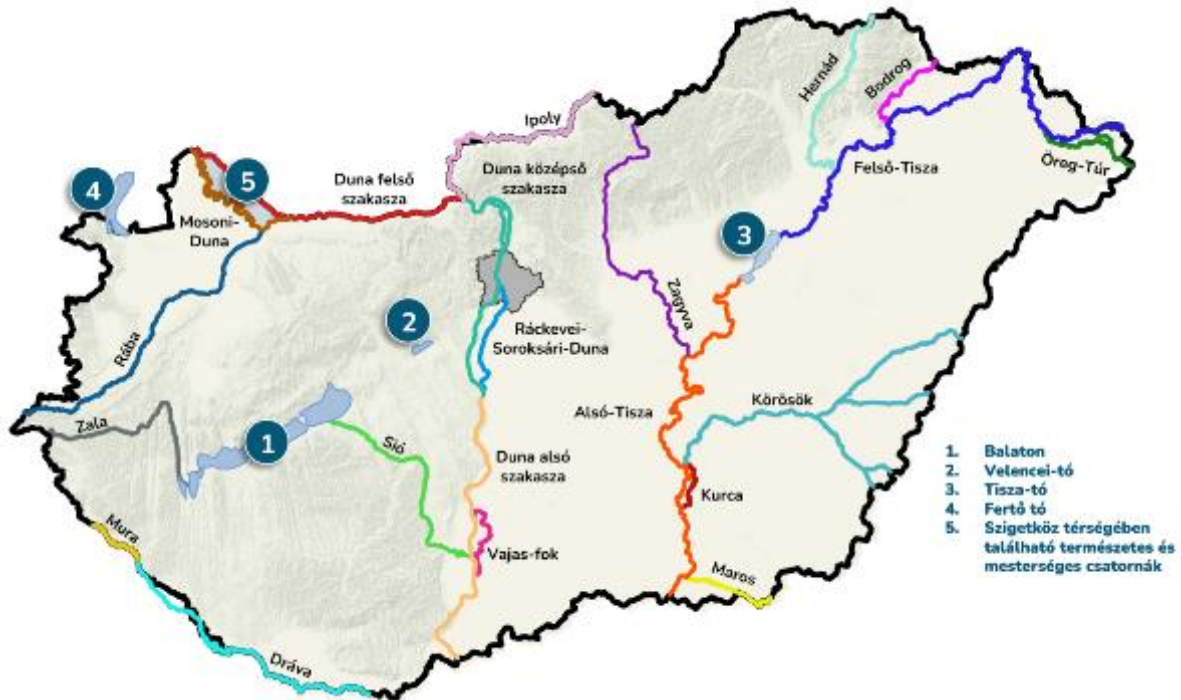 Ipoly
Hernád
Bodrog
4
5
Duna felső
szakasza
Duna középső
szakasza
Felső-Tisza
Öreg-Túr
Mosoni-
Duna
3
Zagyva
2
Rába
Ráckevei-
Soroksári-Duna
Zala
1
Sió
Alsó-Tisza
Körösök
Duna alsó
szakasza
Kurca
Mura
Vajas-fok
Maros
Dráva
1. Balaton
2. Velencei-tó
3. Tisza-tó
4. Fertő tó
5. Szigetköz térségében
található természetes és
mesterséges csatornák